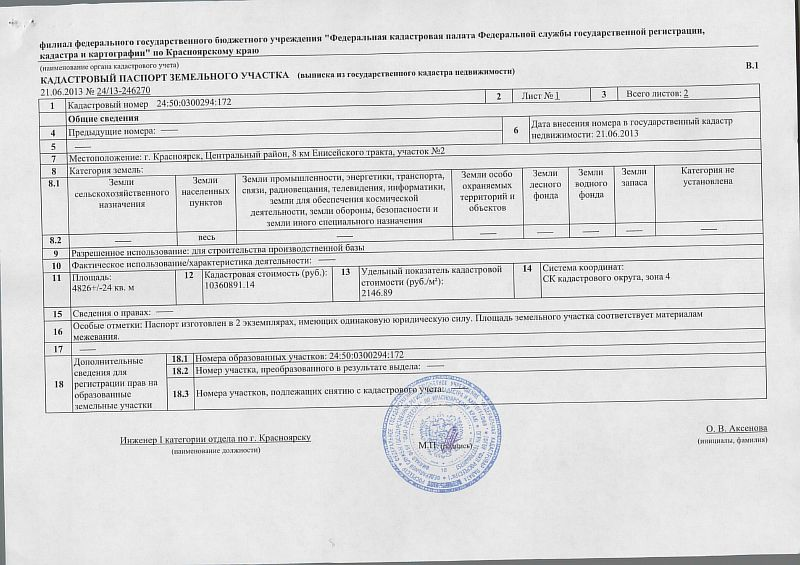 филиал федерального государственного бюджетного учреждения "Федеральная кадастровая палата Федеральной службы государственной регистрации,
кадастра и картографии" по Красноярскому краю
(наименование органа кадастрового учета)
КАДАСТРОВЫЙ ПАСПОРТ ЗЕМЕЛЬНОГО УЧАСТКА (выписка из государственного кадастра недвижимости)
В.1
21.06.2013 № 24/13-246270
1 Кадастровый номер 24:50:0300294:172 2 Лист № 1 3 Всего листов: 2
Общие сведения
4 Предыдущие номера: —— 6 Дата внесения номера в государственный кадастр
недвижимости: 21.06.2013
5 ——
7 Местоположение: г. Красноярск, Центральный район, 8 км Енисейского тракта, участок №2
8 Категория земель:
8.1 Земли
сельскохозяйственного
назначения
Земли
населенных
пунктов
Земли промышленности, энергетики, транспорта,
связи, радиовещания, телевидения, информатики,
земли для обеспечения космической
деятельности, земли обороны, безопасности и
земли иного специального назначения
Земли особо
охраняемых
территорий и
объектов
Земли
лесного
фонда
Земли
водного
фонда
Земли
запаса
Категория не
установлена
8.2 —— весь —— —— —— —— —— ——
9 Разрешенное использование: для строительства производственной базы
10 Фактическое использование/характеристика деятельности: ——
11 Площадь:
4826+/-24 кв. м
12 Кадастровая стоимость (руб.):
10360891.14
13 Удельный показатель кадастровой
стоимости (руб./м²):
2146.89
14 Система координат:
СК кадастрового округа, зона 4
15 Сведения о правах: ——
16 Особые отметки: Паспорт изготовлен в 2 экземплярах, имеющих одинаковую юридическую силу. Площадь земельного участка соответствует материалам
межевания.
17 ——
18 Дополнительные
сведения для
регистрации прав на
образованные
земельные участки
18.1 Номера образованных участков: 24:50:0300294:172
18.2 Номер участка, преобразованного в результате выдела: ——
18.3 Номера участков, подлежащих снятию с кадастрового учета: ——
Инженер I категории отдела по г. Красноярску
(наименование должности)
М.П. (подпись)
О. В. Аксенова
(инициалы, фамилия)